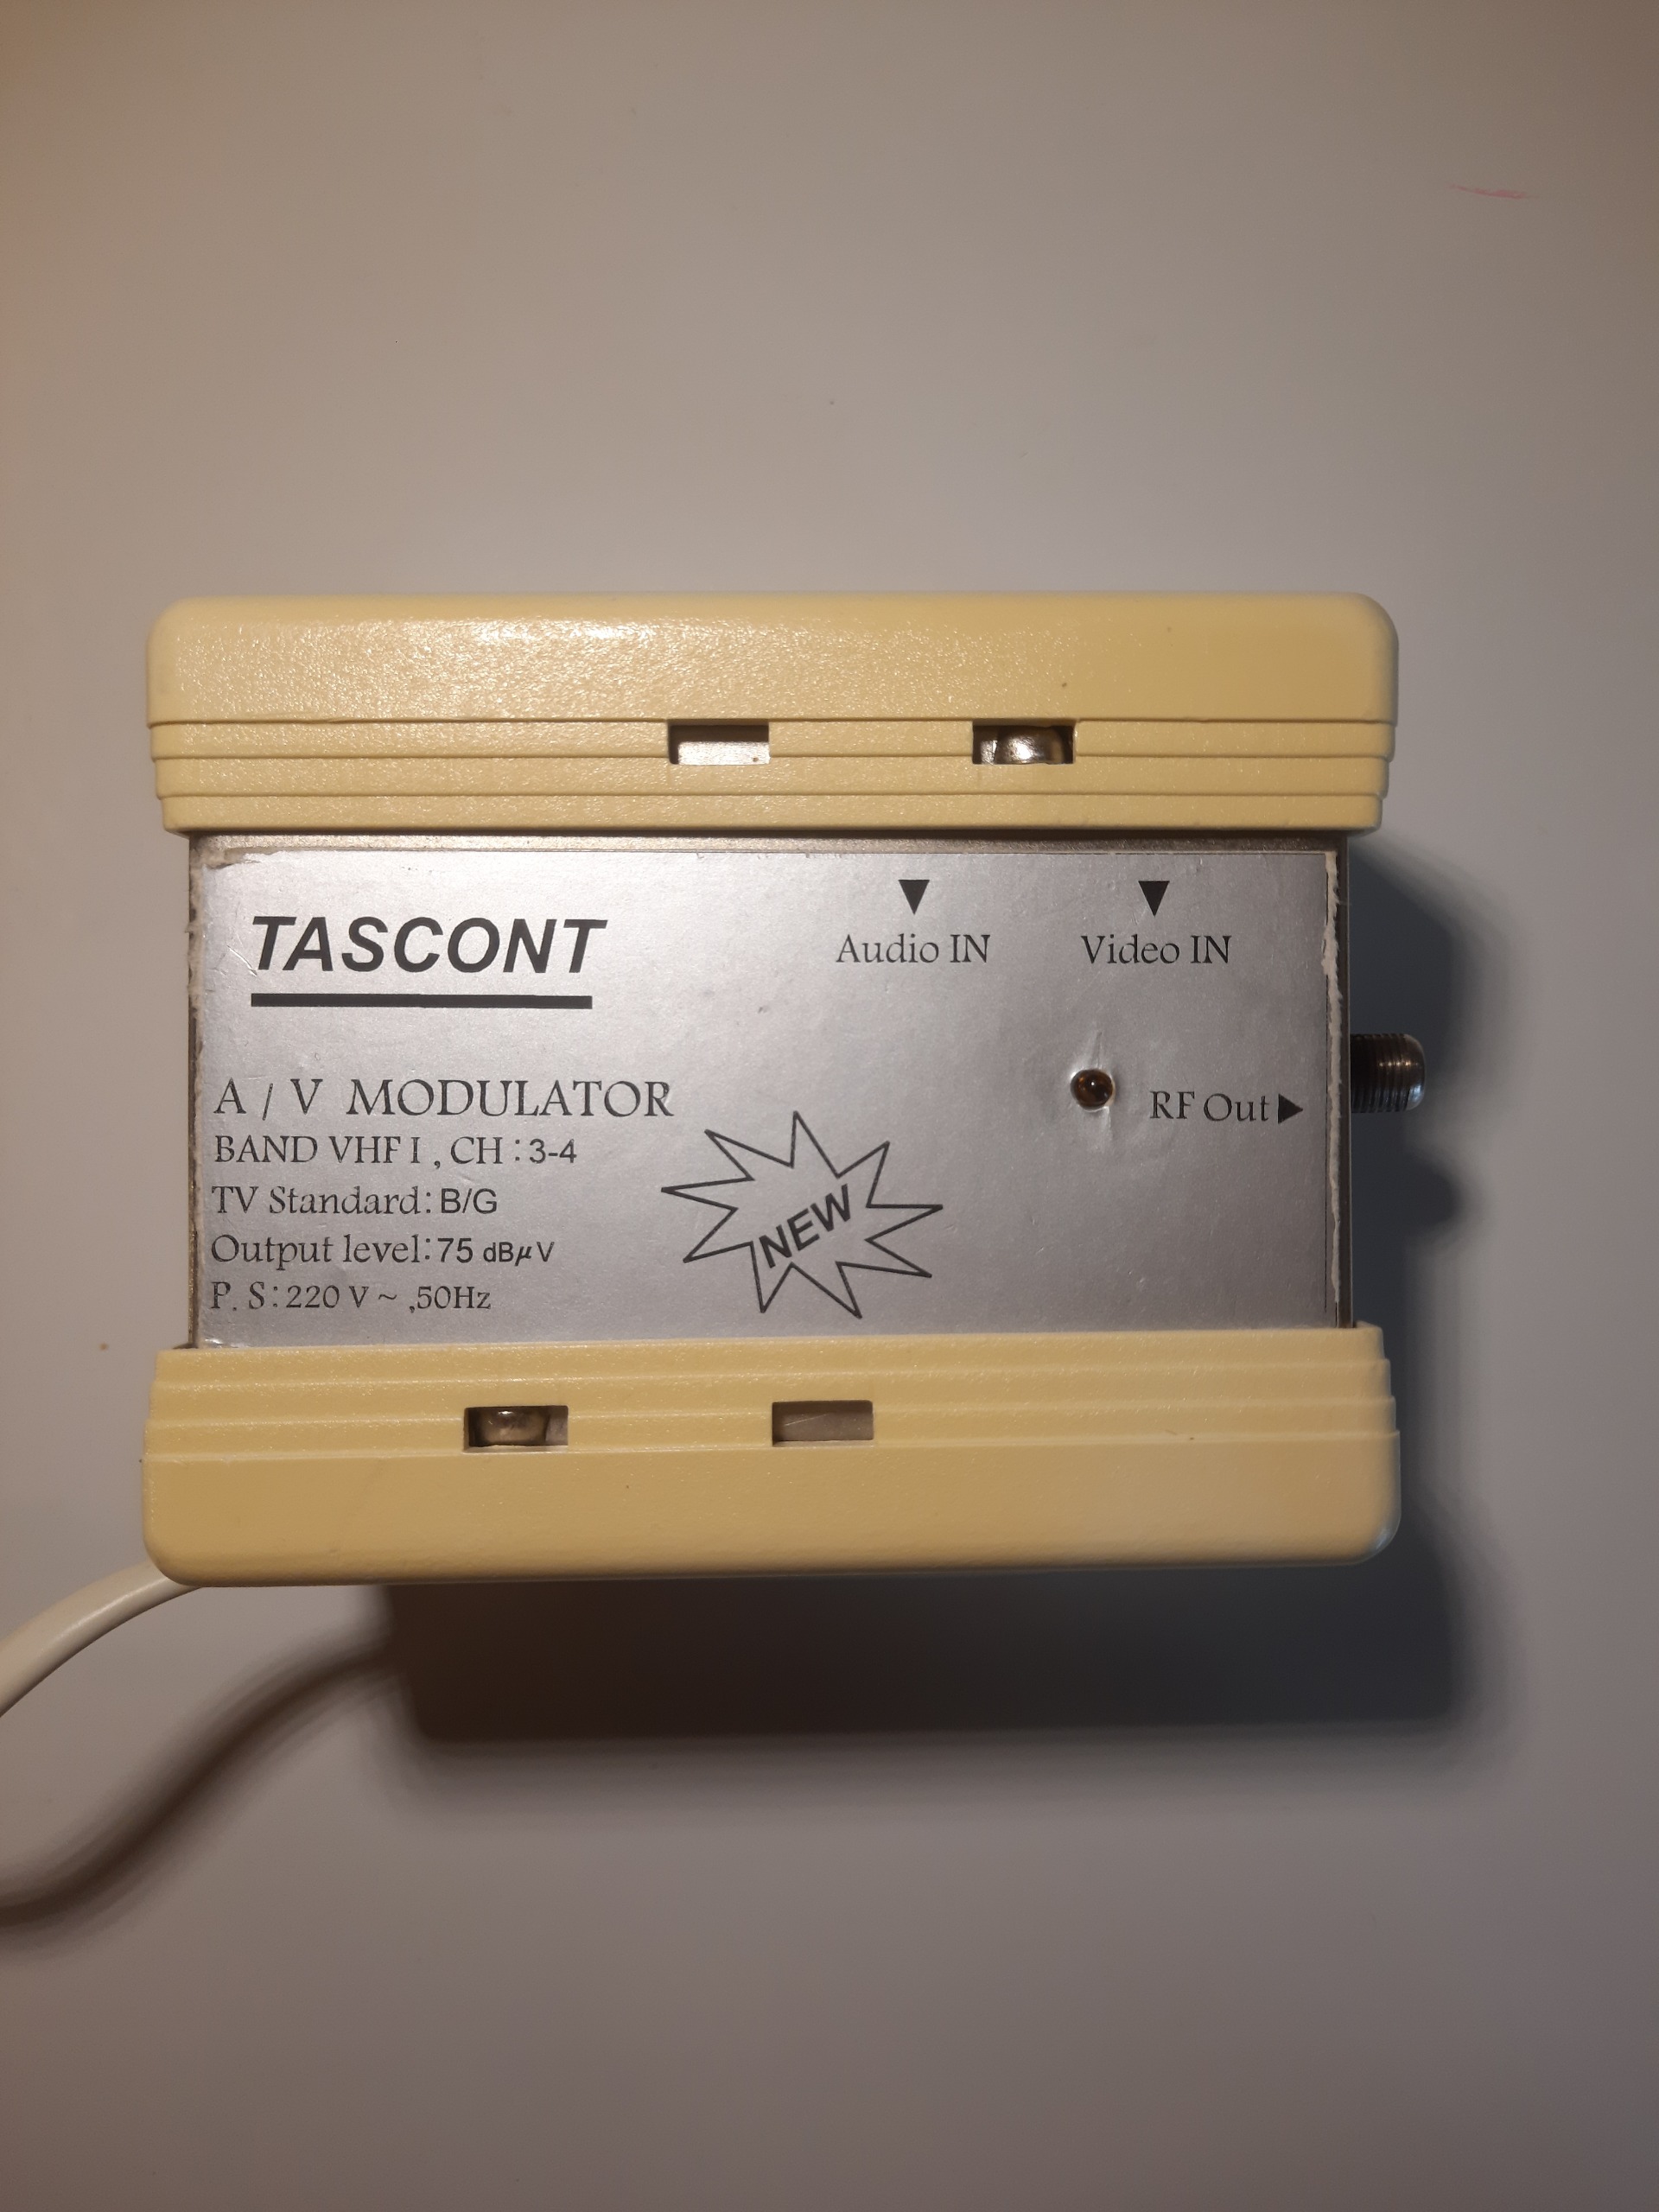 TASCONT
Audio IN
Video IN
A / V MODULATOR
BAND VHF I , CH : 3-4
TV Standard: B/G
Output level: 75 dBμV
P. S: 220 V ~ ,50Hz
RF Out
NEW